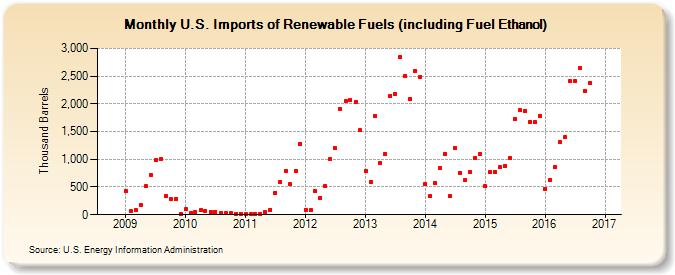 Monthly U.S. Imports of Renewable Fuels (including Fuel Ethanol)
Thousand Barrels
3,000
2,500
2,000
1,500
1,000
500
0
2009 2010 2011 2012 2013 2014 2015 2016 2017
Source: U.S. Energy Information Administration